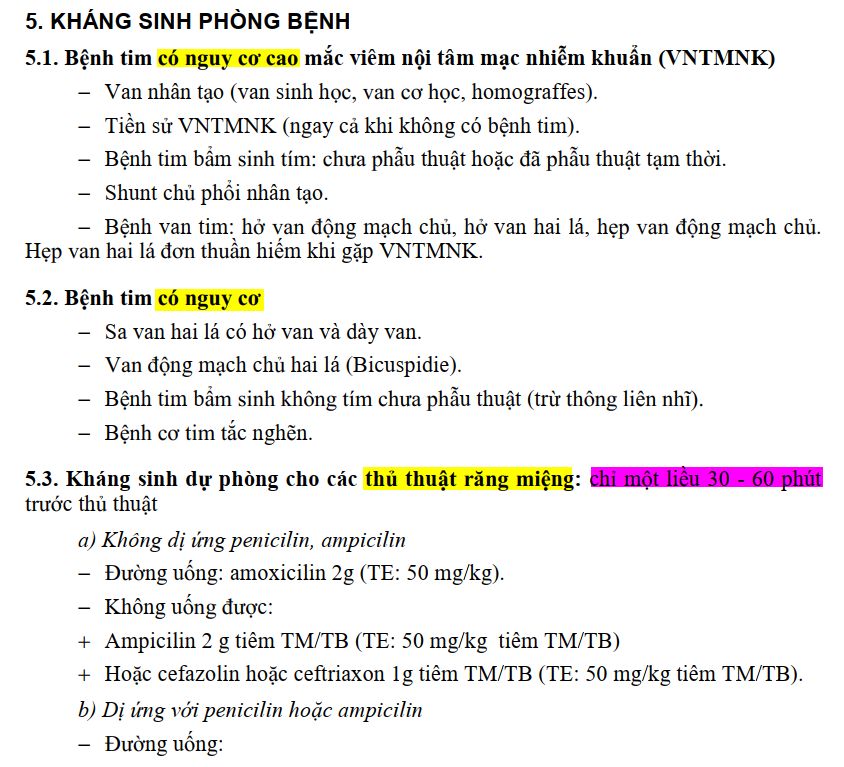 5. KHÁNG SINH PHÒNG BỆNH
5.1. Bệnh tim có nguy cơ cao mắc viêm nội tâm mạc nhiễm khuẩn (VNTMNK)
− Van nhân tạo (van sinh học, van cơ học, homograffes).
− Tiền sử VNTMNK (ngay cả khi không có bệnh tim).
− Bệnh tim bẩm sinh tím: chưa phẫu thuật hoặc đã phẫu thuật tạm thời.
− Shunt chủ phổi nhân tạo.
− Bệnh van tim: hở van động mạch chủ, hở van hai lá, hẹp van động mạch chủ.
Hẹp van hai lá đơn thuần hiếm khi gặp VNTMNK.
5.2. Bệnh tim có nguy cơ
− Sa van hai lá có hở van và dày van.
− Van động mạch chủ hai lá (Bicuspidie).
− Bệnh tim bẩm sinh không tím chưa phẫu thuật (trừ thông liên nhĩ).
− Bệnh cơ tim tắc nghẽn.
5.3. Kháng sinh dự phòng cho các thủ thuật răng miệng: chỉ một liều 30 - 60 phút
trước thủ thuật
a) Không dị ứng penicilin, ampicilin
− Đường uống: amoxicilin 2g (TE: 50 mg/kg).
− Không uống được:
+ Ampicilin 2 g tiêm TM/TB (TE: 50 mg/kg tiêm TM/TB)
+ Hoặc cefazolin hoặc ceftriaxon 1g tiêm TM/TB (TE: 50 mg/kg tiêm TM/TB).
b) Dị ứng với penicilin hoặc ampicilin
− Đường uống: